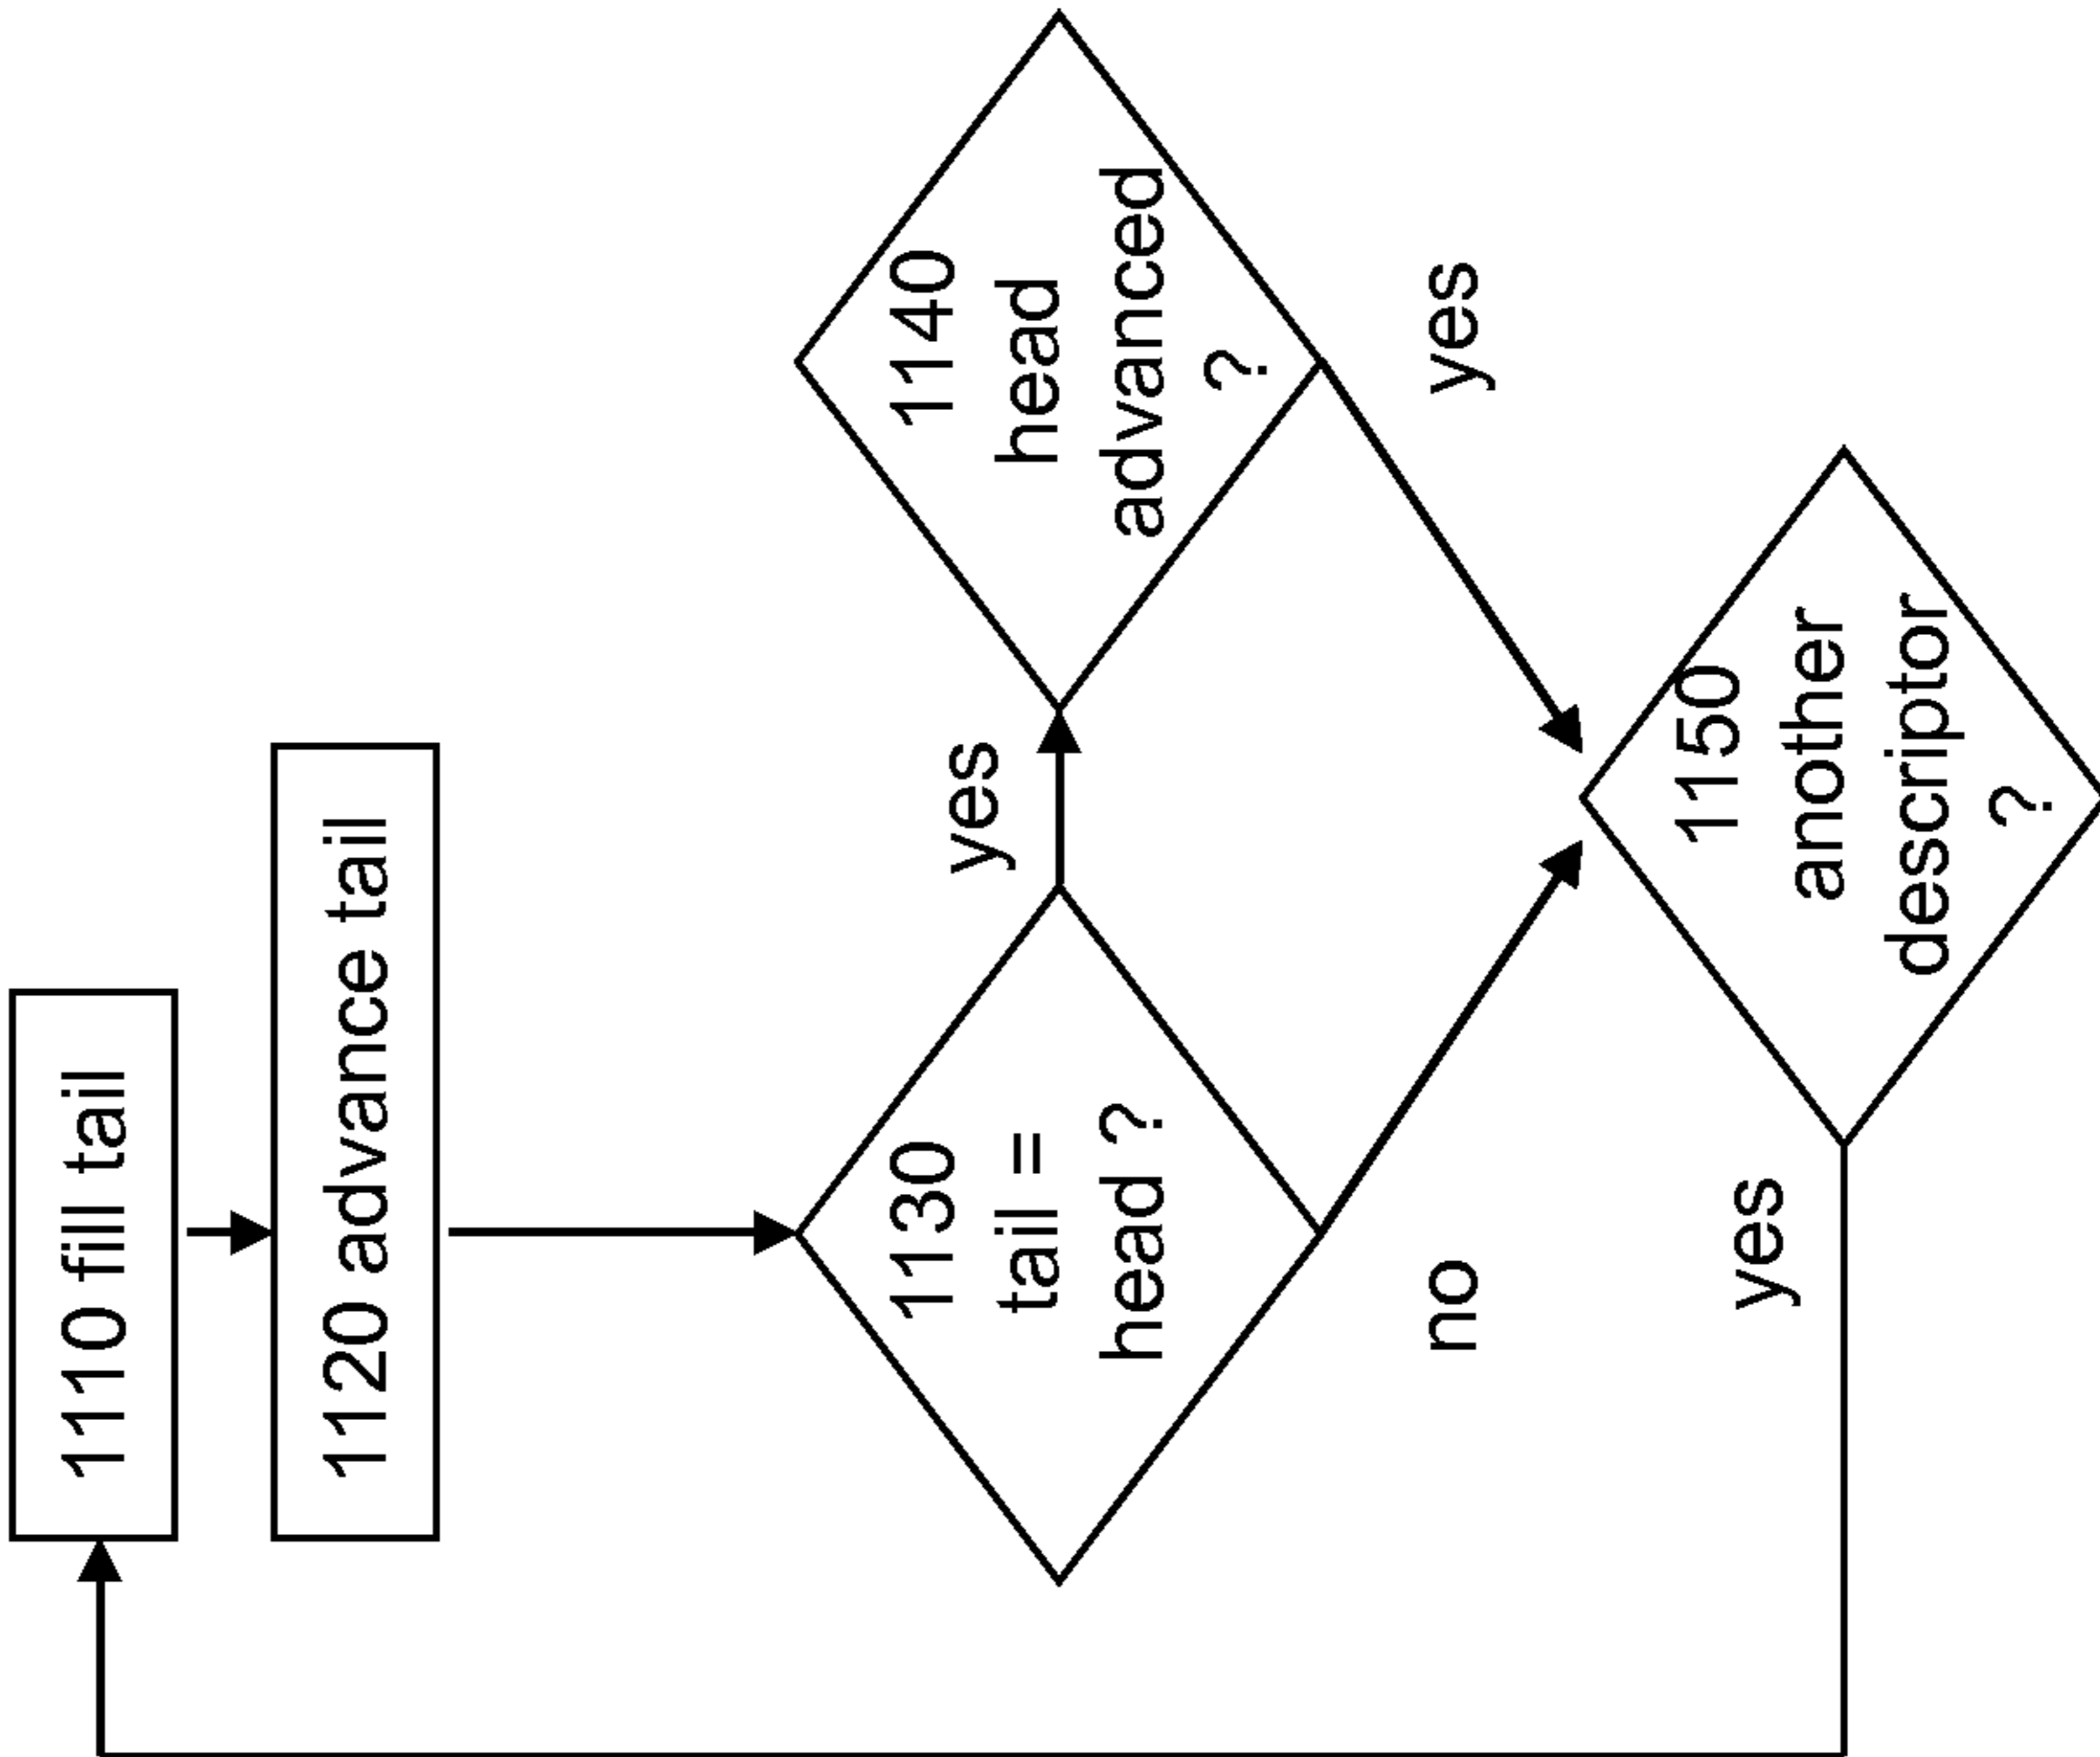 1110 fill tail
1120 advance tail
1130
tail =
head ?
yes
1140
head
advanced
?
no
yes
1150
another
descriptor
?
yes